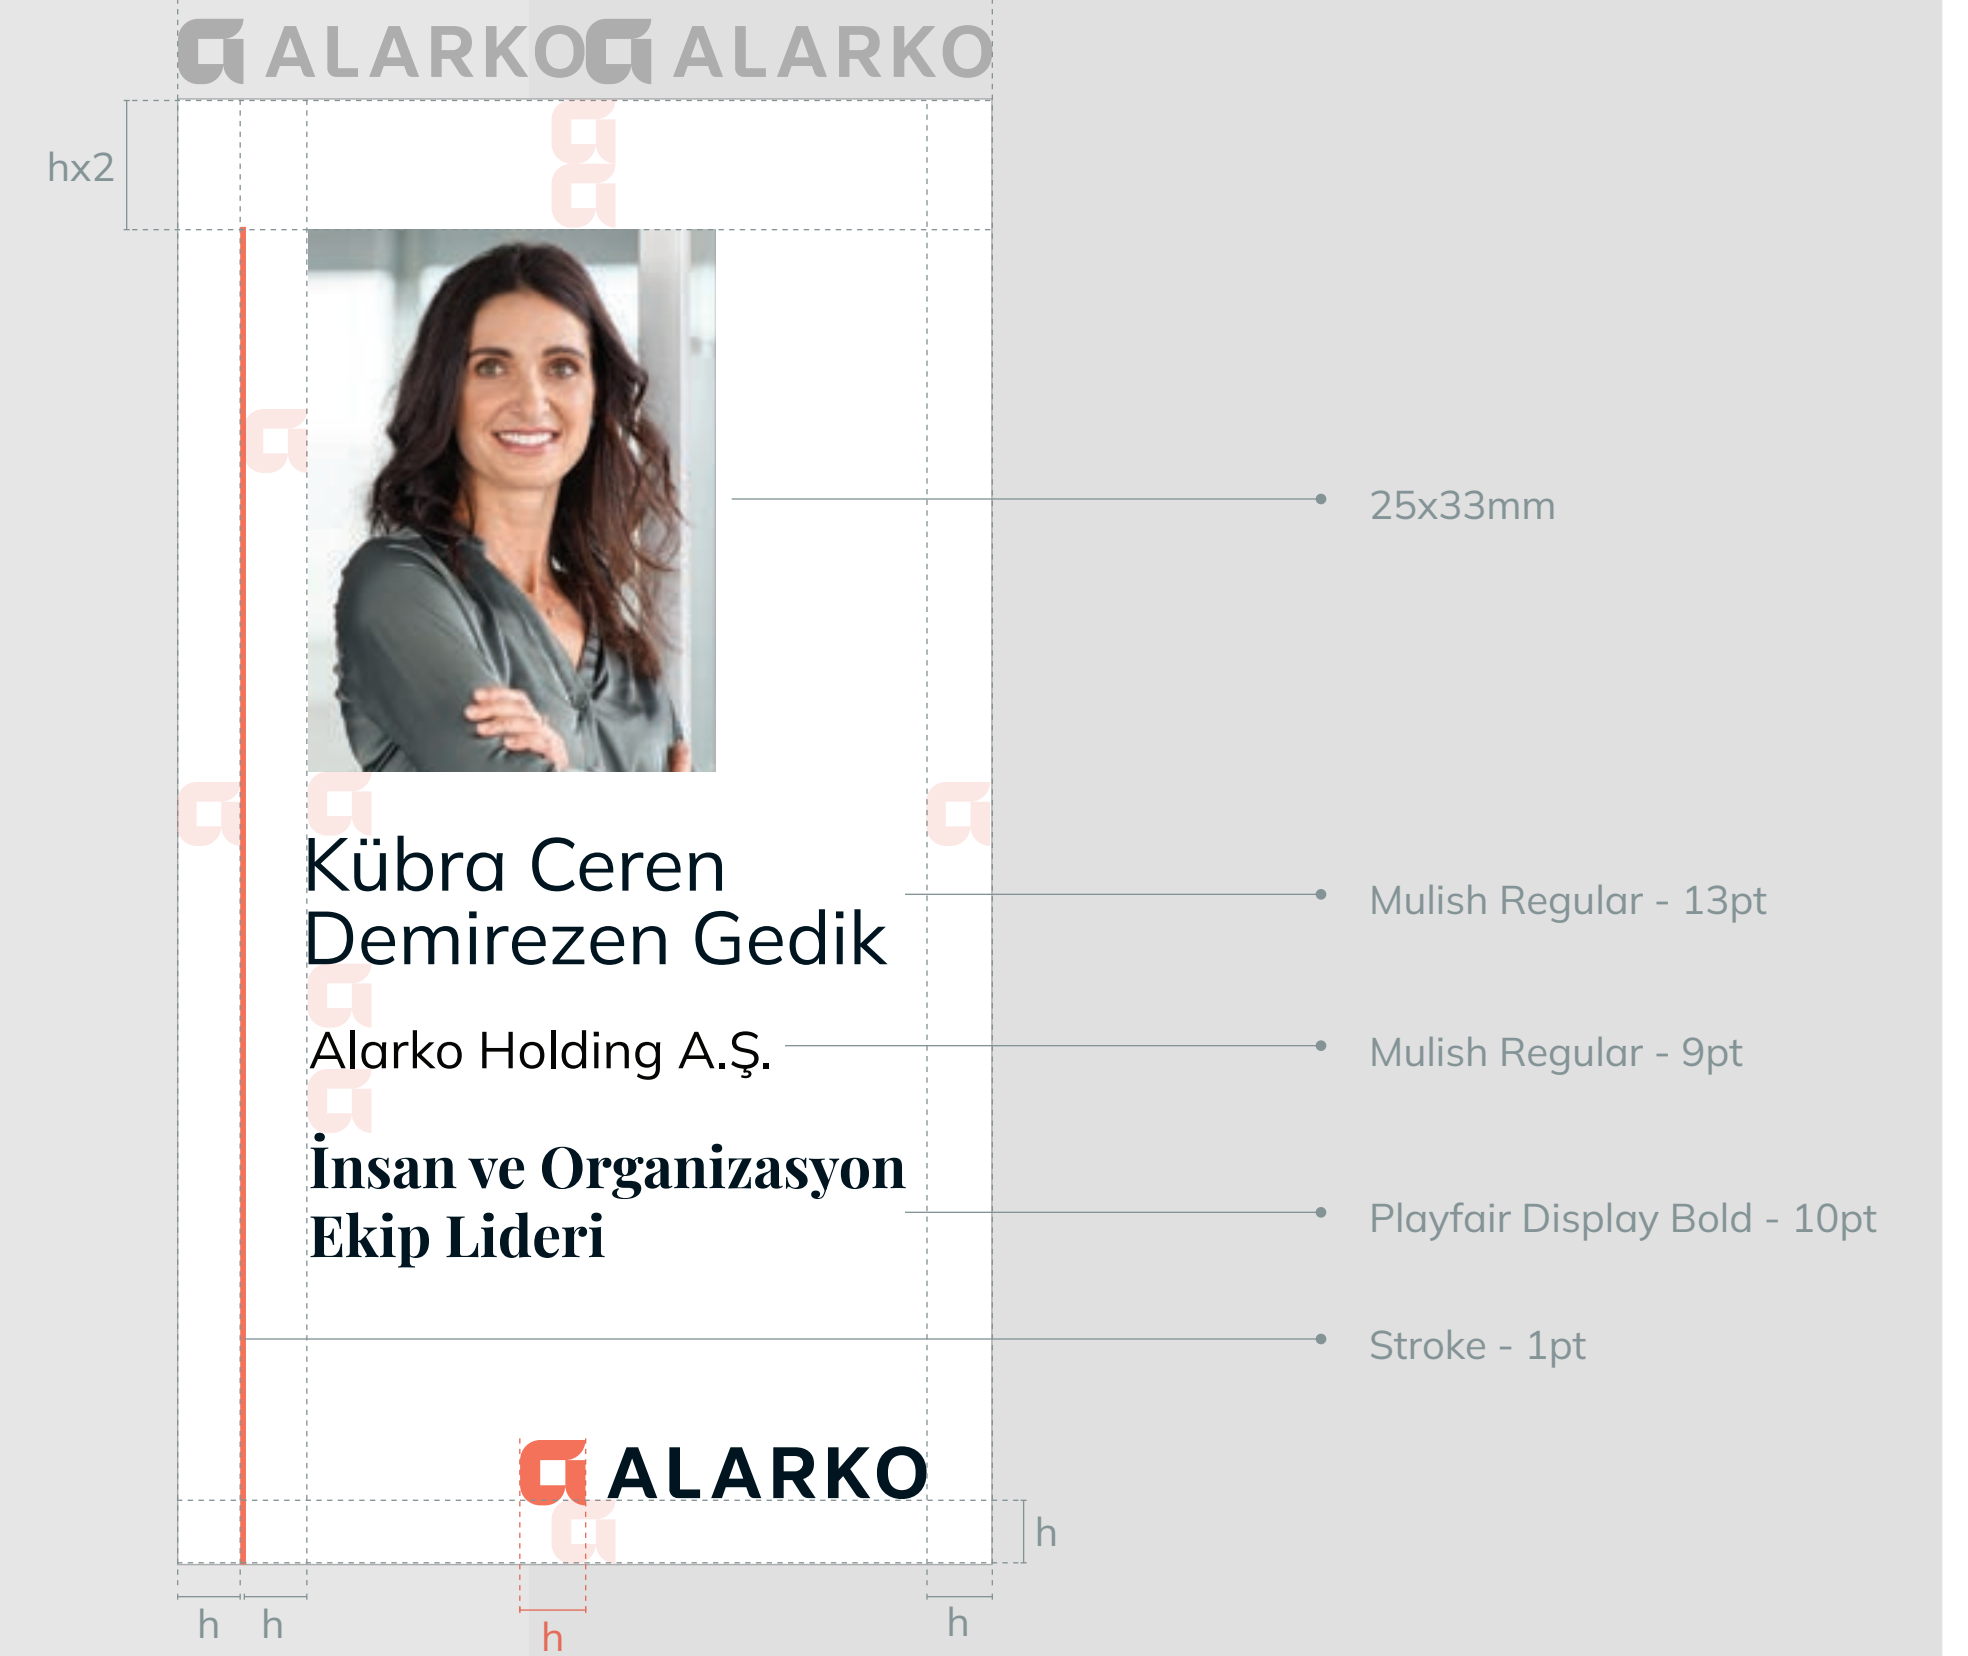 ALARKO ALARKO
hx2
25x33mm
Kübra Ceren
Demirezen Gedik
Mulish Regular - 13pt
Alarko Holding A.Ş.
Mulish Regular - 9pt
İnsan ve Organizasyon
Ekip Lideri
Playfair Display Bold - 10pt
Stroke - 1pt
ALARKO
h
h h h h